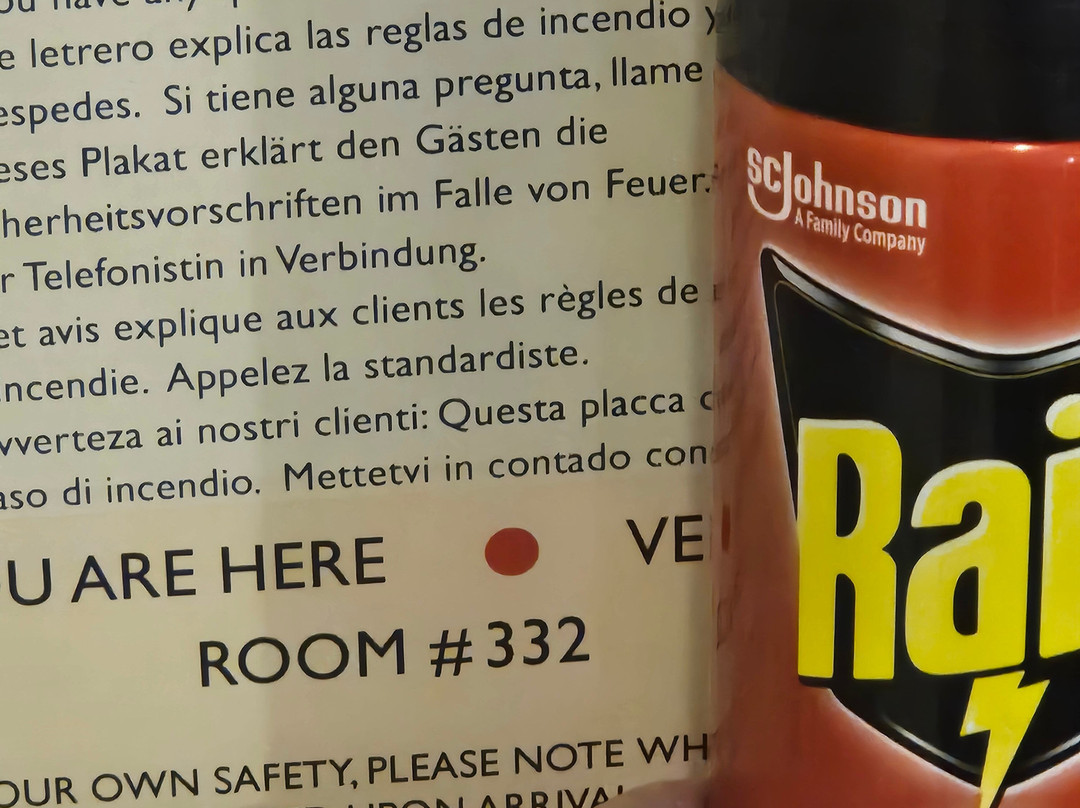 e letrero explica las reglas de incendio y
espedes. Si tiene alguna pregunta, llame
eses Plakat erklärt den Gästen die
herheitsvorschriften im Falle von Feuer.
r Telefonistin in Verbindung.
et avis explique aux clients les règles de
ncendie. Appelez la standardiste.
vverteza ai nostri clienti: Questa placca c
aso di incendio. Mettetvi in contado con
OU ARE HERE VE
ROOM #332
OUR OWN SAFETY, PLEASE NOTE WH
UPON ARRIVAL
SC Johnson
A Family Company
Rai